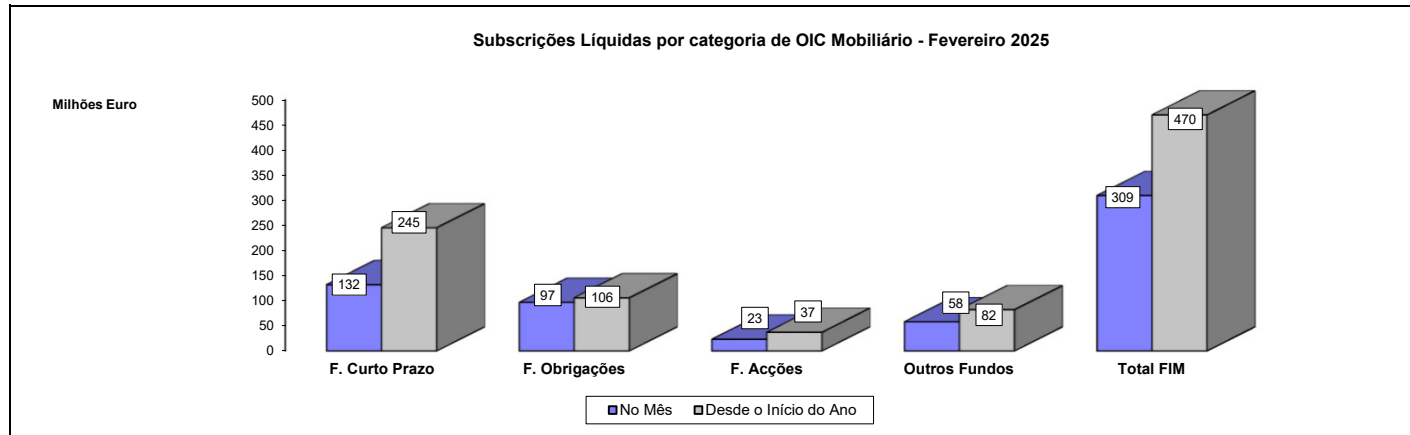 Subscrições Líquidas por categoria de OIC Mobiliário - Fevereiro 2025
Milhões Euro
500
450
400
350
300
250
200
150
100
50
0
132
245
97
106
23
37
58
82
309
470
F. Curto Prazo
F. Obrigações
F. Acções
Outros Fundos
Total FIM
No Mês
Desde o Início do Ano